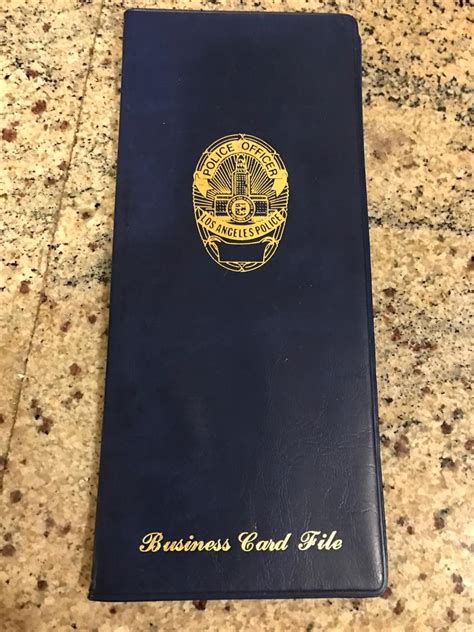 POLICE OFFICER
LOS ANGELES POLICE
Business Card File